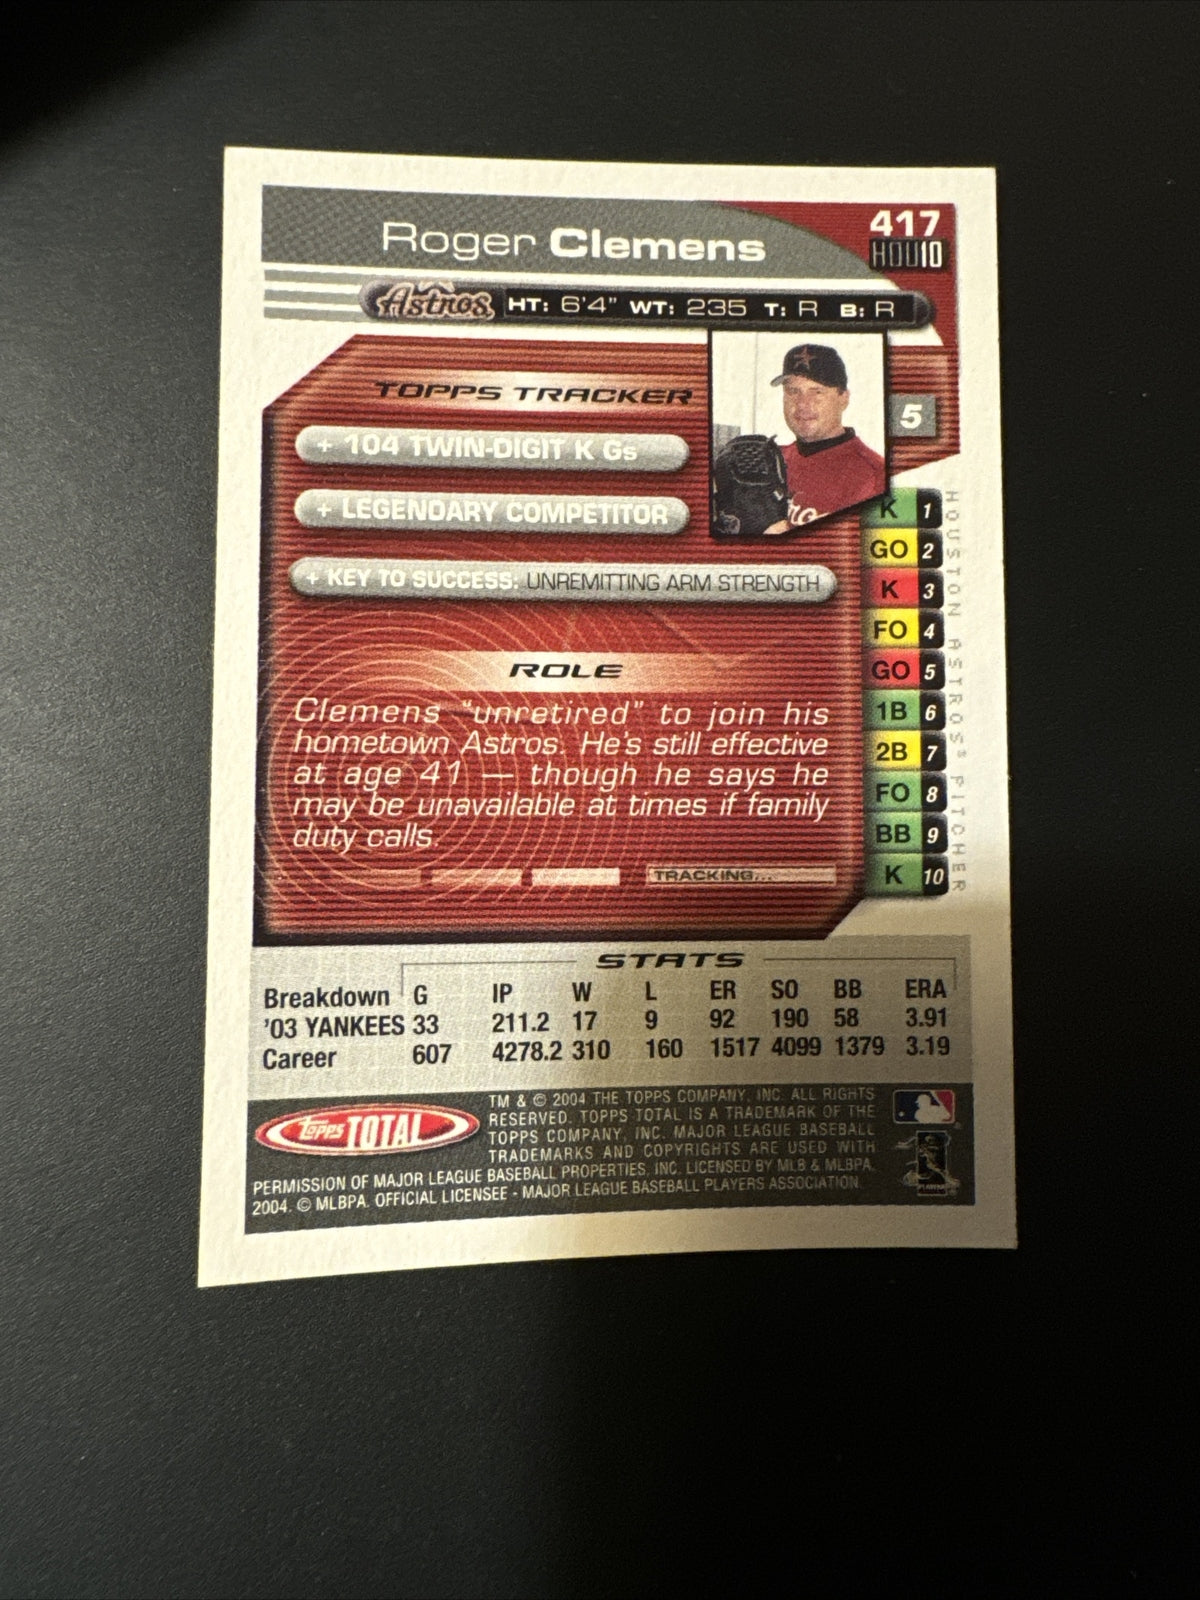 Roger Clemens
417
HOU10
Astros HT: 6'4" WT: 235 T: R B: R
TOPPS TRACKER
+ 104 TWIN-DIGIT K Gs
+ LEGENDARY COMPETITOR
+ KEY TO SUCCESS: UNREMITTING ARM STRENGTH
5
K 1
GO 2
K 3
FO 4
GO 5
1B 6
2B 7
FO 8
BB 9
K 10
HOUSTON ASTROS® PITCHER
ROLE
Clemens "unretired" to join his
hometown Astros. He's still effective
at age 41 — though he says he
may be unavailable at times if family
duty calls.
TRACKING...
STATS
Breakdown G IP W L ER SO BB ERA
'03 YANKEES 33 211.2 17 9 92 190 58 3.91
Career 607 4278.2 310 160 1517 4099 1379 3.19
Topps TOTAL
TM & © 2004 THE TOPPS COMPANY, INC. ALL RIGHTS
RESERVED. TOPPS TOTAL IS A TRADEMARK OF THE
TOPPS COMPANY, INC. MAJOR LEAGUE BASEBALL
TRADEMARKS AND COPYRIGHTS ARE USED WITH
PERMISSION OF MAJOR LEAGUE BASEBALL PROPERTIES, INC. LICENSED BY MLB & MLBPA.
2004. © MLBPA. OFFICIAL LICENSEE - MAJOR LEAGUE BASEBALL PLAYERS ASSOCIATION.